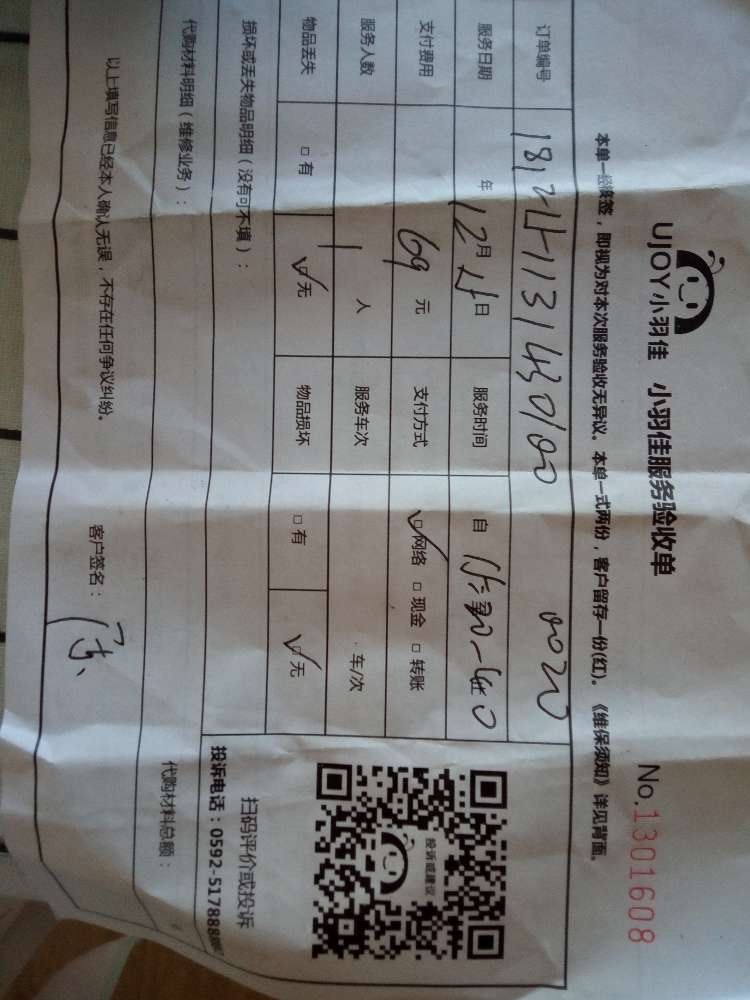 UJOY小羽佳 小羽佳服务验收单 No.1301608
本单一经签,即视为对本次服务验收无异议。本单一式两份,客户留存一份(红)。《维保须知》详见背面。
订单编号
服务日期 年 12月 日 服务时间 自
支付费用 69元 支付方式 ☑网络 □现金 □转账
服务人数 1人 服务车次 车/次
物品丢失 □有 ☑无 物品损坏 □有 ☑无
投诉或建议
扫码评价或投诉
损坏或丢失物品明细(没有可不填):
投诉电话:0592-517888
代购材料明细(维修业务): 代购材料总额:
以上填写信息已经本人确认无误,不存在任何争议纠纷。 客户签名: